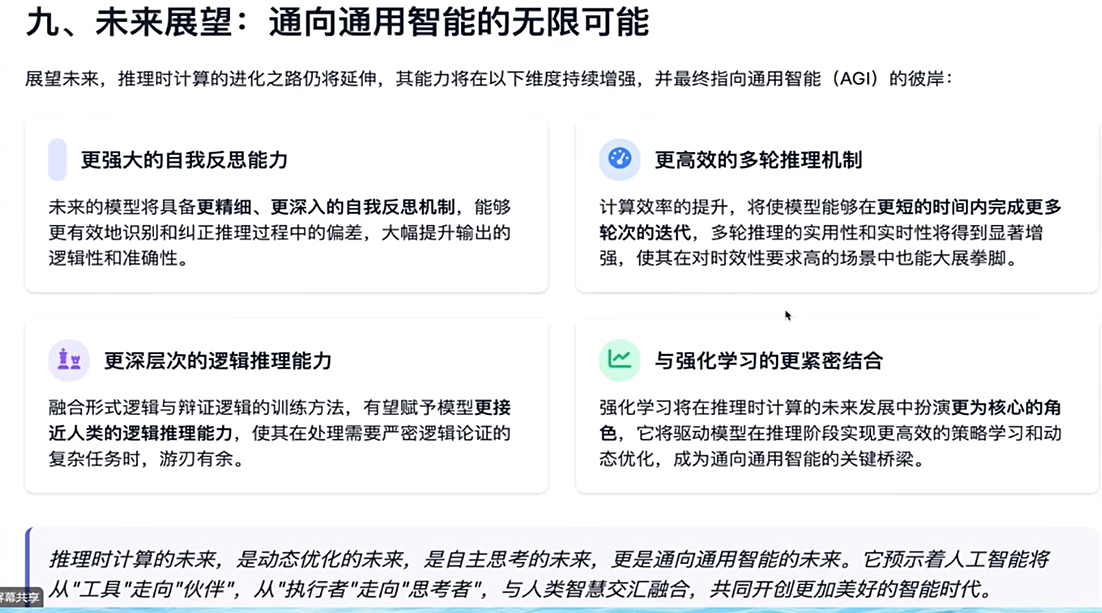 九、未来展望：通向通用智能的无限可能
展望未来，推理时计算的进化之路仍将延伸，其能力将在以下维度持续增强，并最终指向通用智能（AGI）的彼岸：
更强大的自我反思能力
未来的模型将具备更精细、更深入的自我反思机制，能够
更有效地识别和纠正推理过程中的偏差，大幅提升输出的
逻辑性和准确性。
更高效的多轮推理机制
计算效率的提升，将使模型能够在更短的时间内完成更多
轮次的迭代，多轮推理的实用性和实时性将得到显著增
强，使其在对时效性要求高的场景中也能大展拳脚。
更深层次的逻辑推理能力
融合形式逻辑与辩证逻辑的训练方法，有望赋予模型更接
近人类的逻辑推理能力，使其在处理需要严密逻辑论证的
复杂任务时，游刃有余。
与强化学习的更紧密结合
强化学习将在推理时计算的未来发展中扮演更为核心的角
色，它将驱动模型在推理阶段实现更高效的策略学习和动
态优化，成为通向通用智能的关键桥梁。
推理时计算的未来，是动态优化的未来，是自主思考的未来，更是通向通用智能的未来。它预示着人工智能将
从"工具"走向"伙伴"，从"执行者"走向"思考者"，与人类智慧交汇融合，共同开创更加美好的智能时代。
屏幕共享